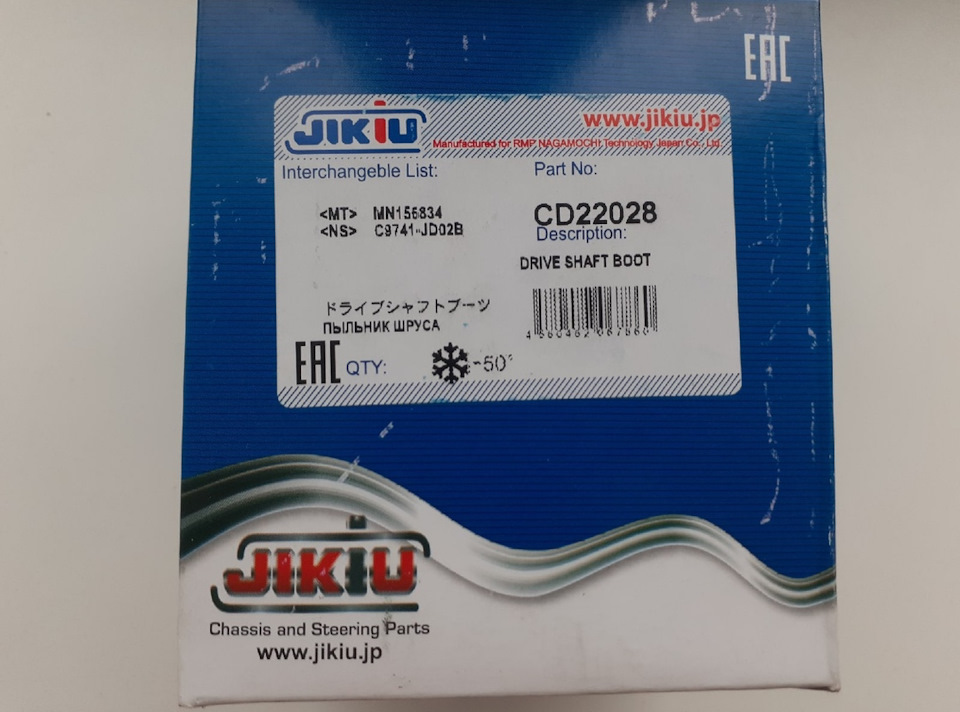 EAC
JIKIU
www.jikiu.jp
Manufactured for RMP NAGAMOCHI Technology Japan Co., Ltd
Interchangeble List:
Part No:
<MT> MN156834
<NS> C9741-JD02B
CD22028
Description:
DRIVE SHAFT BOOT
ドライブシャフトブーツ
ПЫЛЬНИК ШРУСА
EAC
QTY:
-50°
JIKIU
Chassis and Steering Parts
www.jikiu.jp